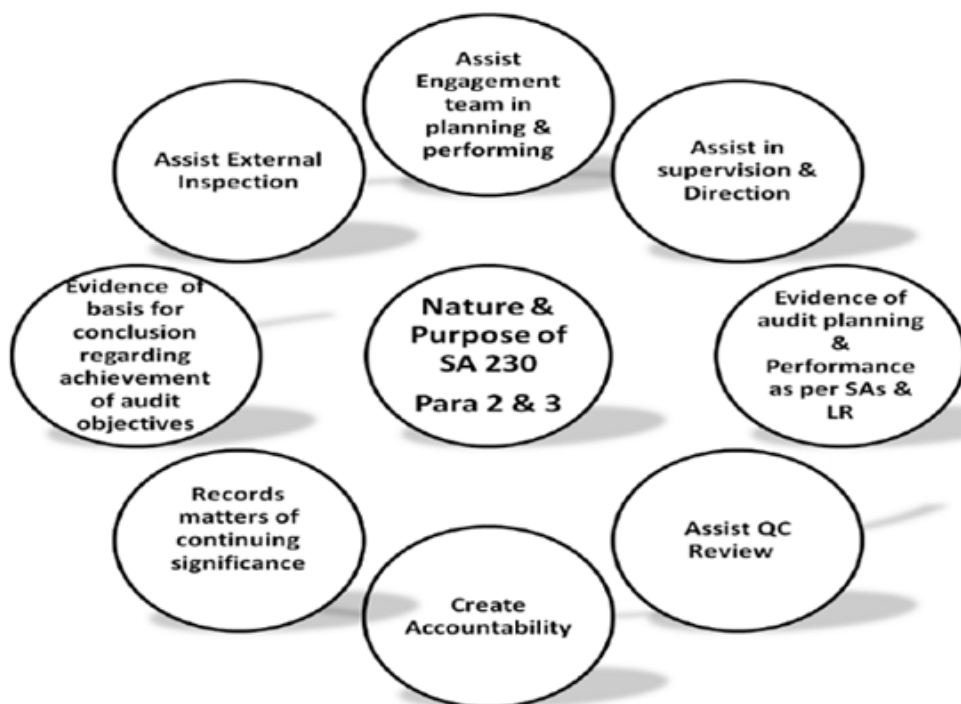 Assist
Engagement
team in
planning &
performing
Assist in
supervision &
Direction
Evidence of
audit planning
&
Performance
as per SAs &
LR
Assist QC
Review
Create
Accountability
Records
matters of
continuing
significance
Evidence of
basis for
conclusion
regarding
achievement
of audit
objectives
Assist External
Inspection
Nature &
Purpose of
SA 230
Para 2 & 3